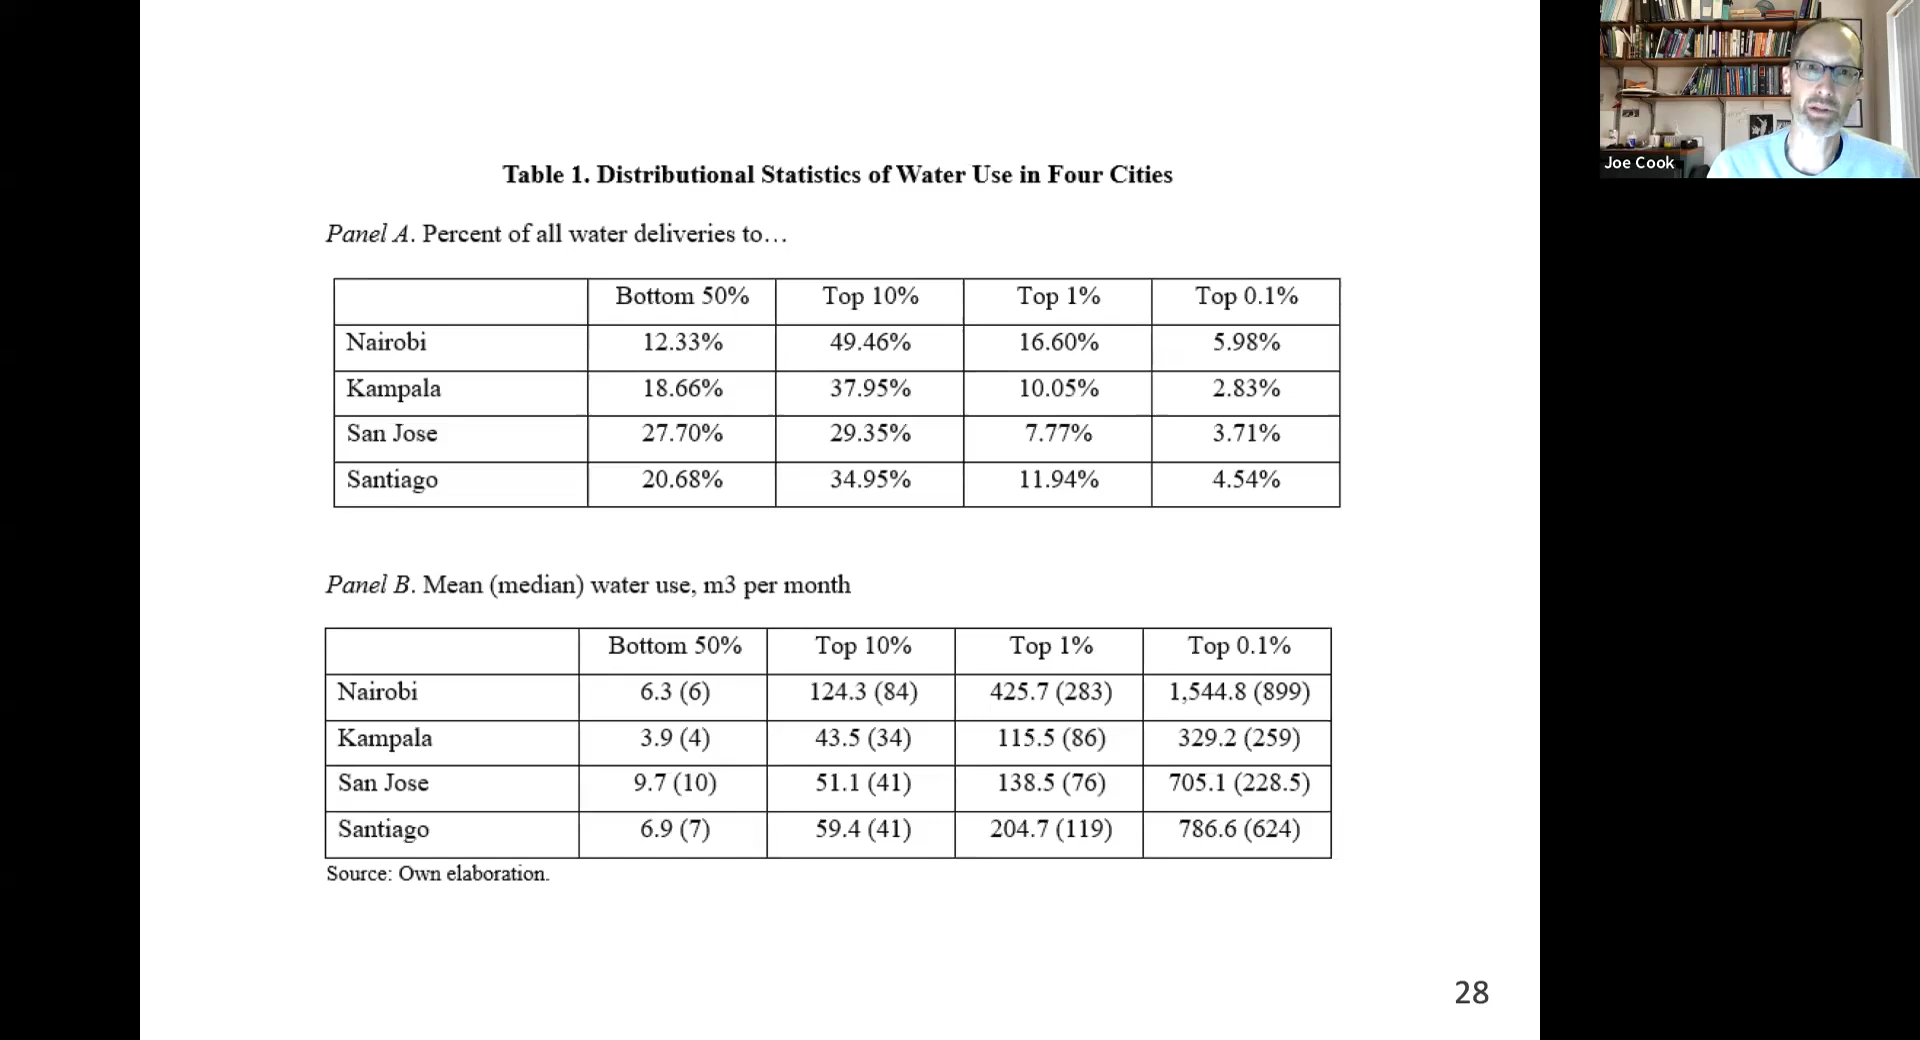 Table 1. Distributional Statistics of Water Use in Four Cities
Panel A. Percent of all water deliveries to…
Bottom 50% Top 10% Top 1% Top 0.1%
Nairobi 12.33% 49.46% 16.60% 5.98%
Kampala 18.66% 37.95% 10.05% 2.83%
San Jose 27.70% 29.35% 7.77% 3.71%
Santiago 20.68% 34.95% 11.94% 4.54%
Panel B. Mean (median) water use, m3 per month
Bottom 50% Top 10% Top 1% Top 0.1%
Nairobi 6.3 (6) 124.3 (84) 425.7 (283) 1,544.8 (899)
Kampala 3.9 (4) 43.5 (34) 115.5 (86) 329.2 (259)
San Jose 9.7 (10) 51.1 (41) 138.5 (76) 705.1 (228.5)
Santiago 6.9 (7) 59.4 (41) 204.7 (119) 786.6 (624)
Source: Own elaboration.
28
Joe Cook